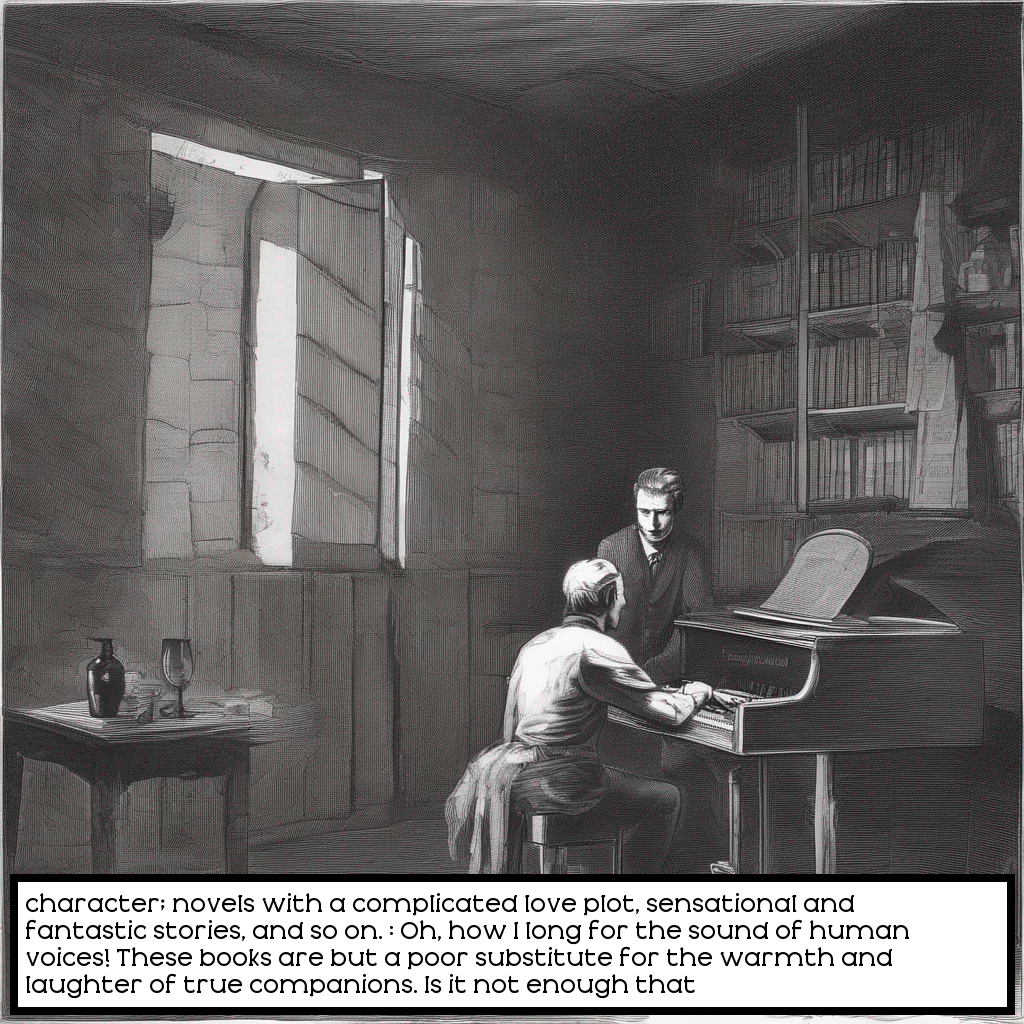 character; novels with a complicated love plot, sensational and
fantastic stories, and so on. : Oh, how I long for the sound of human
voices! These books are but a poor substitute for the warmth and
laughter of true companions. Is it not enough that